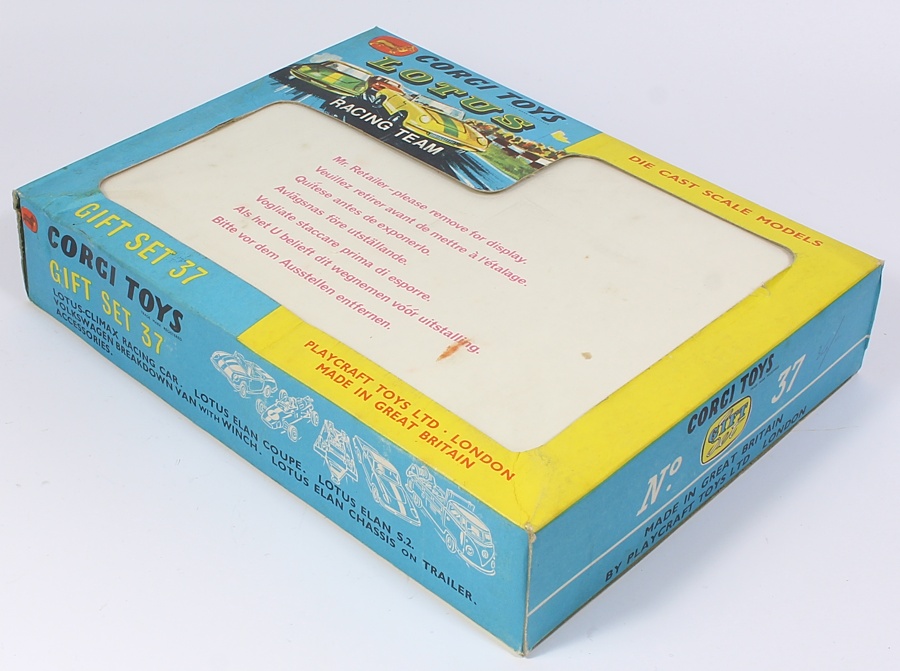 CORGI TOYS
LOTUS
RACING TEAM
DIE CAST SCALE MODELS
Mr. Retailer-please remove for display.
Veuillez retirer avant de mettre à l'étalage.
Quítese antes de exponerlo.
Avlägsnas före utställande.
Vogliate staccare prima di esporre.
Als het U belieft dit wegnemen vóór uitstalling.
Bitte vor dem Ausstellen entfernen.
GIFT SET 37
PLAYCRAFT TOYS LTD. LONDON
MADE IN GREAT BRITAIN
CORGI TOYS
GIFT SET 37
LOTUS-CLIMAX RACING CAR. LOTUS ELAN COUPE. LOTUS ELAN S.2.
VOLKSWAGEN BREAKDOWN VAN WITH WINCH. LOTUS ELAN CHASSIS ON TRAILER.
ACCESSORIES.
CORGI TOYS
Nº GIFT Set 37
MADE IN GREAT BRITAIN
BY PLAYCRAFT TOYS LTD. LONDON